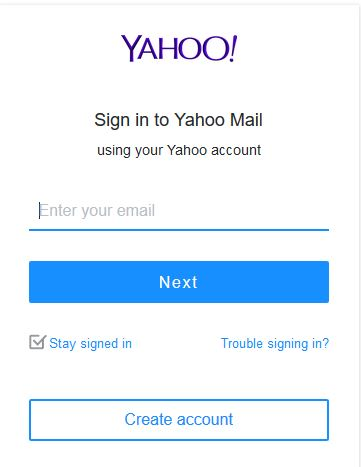 YAHOO!
Sign in to Yahoo Mail
using your Yahoo account
Enter your email
Next
Stay signed in Trouble signing in?
Create account